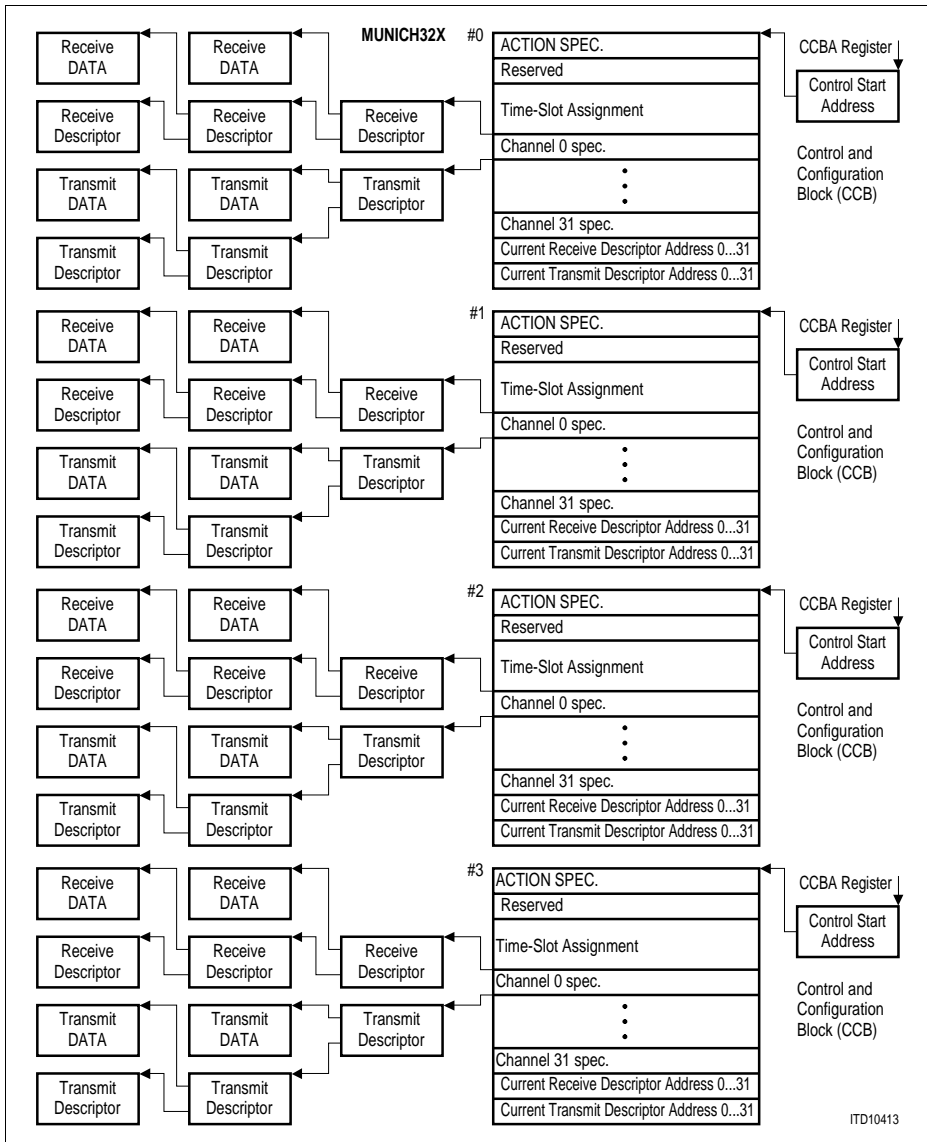 MUNICH32X #0
Receive DATA
Receive DATA
ACTION SPEC.
CCBA Register
Reserved
Control Start Address
Receive Descriptor
Receive Descriptor
Receive Descriptor
Time-Slot Assignment
Channel 0 spec.
Control and
Configuration
Block (CCB)
Transmit DATA
Transmit DATA
Transmit Descriptor
Channel 31 spec.
Transmit Descriptor
Transmit Descriptor
Current Receive Descriptor Address 0...31
Current Transmit Descriptor Address 0...31
#1
Receive DATA
Receive DATA
ACTION SPEC.
CCBA Register
Reserved
Control Start Address
Receive Descriptor
Receive Descriptor
Receive Descriptor
Time-Slot Assignment
Channel 0 spec.
Control and
Configuration
Block (CCB)
Transmit DATA
Transmit DATA
Transmit Descriptor
Channel 31 spec.
Transmit Descriptor
Transmit Descriptor
Current Receive Descriptor Address 0...31
Current Transmit Descriptor Address 0...31
#2
Receive DATA
Receive DATA
ACTION SPEC.
CCBA Register
Reserved
Control Start Address
Receive Descriptor
Receive Descriptor
Receive Descriptor
Time-Slot Assignment
Channel 0 spec.
Control and
Configuration
Block (CCB)
Transmit DATA
Transmit DATA
Transmit Descriptor
Channel 31 spec.
Transmit Descriptor
Transmit Descriptor
Current Receive Descriptor Address 0...31
Current Transmit Descriptor Address 0...31
#3
Receive DATA
Receive DATA
ACTION SPEC.
CCBA Register
Reserved
Control Start Address
Receive Descriptor
Receive Descriptor
Receive Descriptor
Time-Slot Assignment
Channel 0 spec.
Control and
Configuration
Block (CCB)
Transmit DATA
Transmit DATA
Transmit Descriptor
Channel 31 spec.
Transmit Descriptor
Transmit Descriptor
Current Receive Descriptor Address 0...31
Current Transmit Descriptor Address 0...31
ITD10413